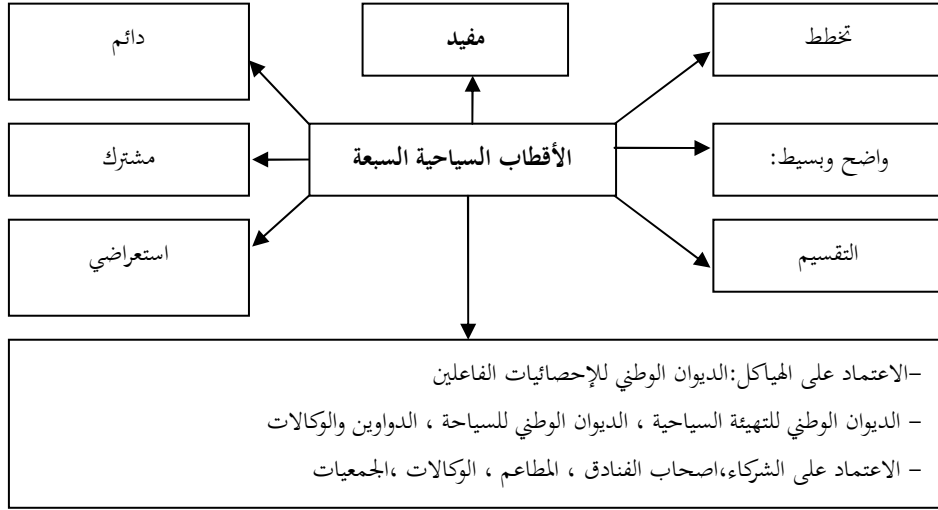 تخطط
مفيد
دائم
الأقطاب السياحية السبعة
واضح وبسيط:
مشترك
التقسيم
استعراضي
–الاعتماد على الهياكل:الديوان الوطني للإحصائيات الفاعلين
– الديوان الوطني للتهيئة السياحية ، الديوان الوطني للسياحة ، الدواوين والوكالات
– الاعتماد على الشركاء،اصحاب الفنادق ، المطاعم ، الوكالات ،الجمعيات